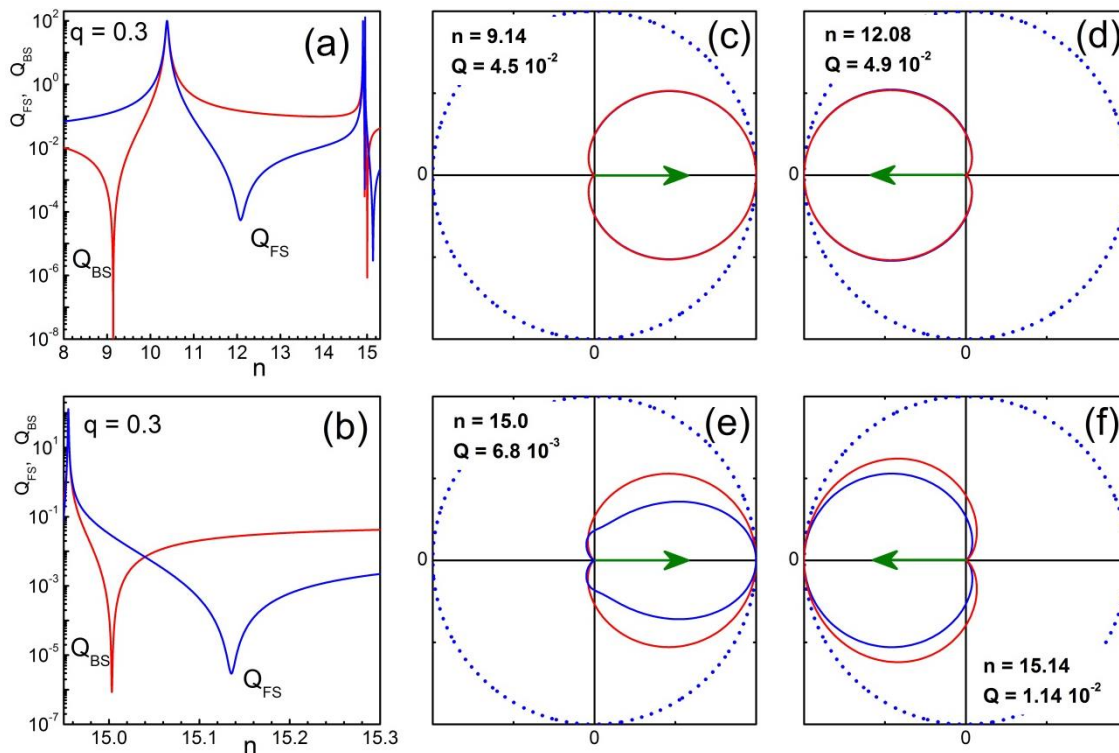 q = 0.3
(a)
Q_FS, Q_BS
10^2
10^0
10^-2
10^-4
10^-6
10^-8
Q_BS
Q_FS
8 9 10 11 12 13 14 15
n
(c)
n = 9.14
Q = 4.5 10^-2
0
(d)
n = 12.08
Q = 4.9 10^-2
0
0
q = 0.3
(b)
Q_FS, Q_BS
10^1
10^-1
10^-3
10^-5
10^-7
Q_BS
Q_FS
15.0 15.1 15.2 15.3
n
(e)
n = 15.0
Q = 6.8 10^-3
0
0
(f)
0
n = 15.14
Q = 1.14 10^-2
0